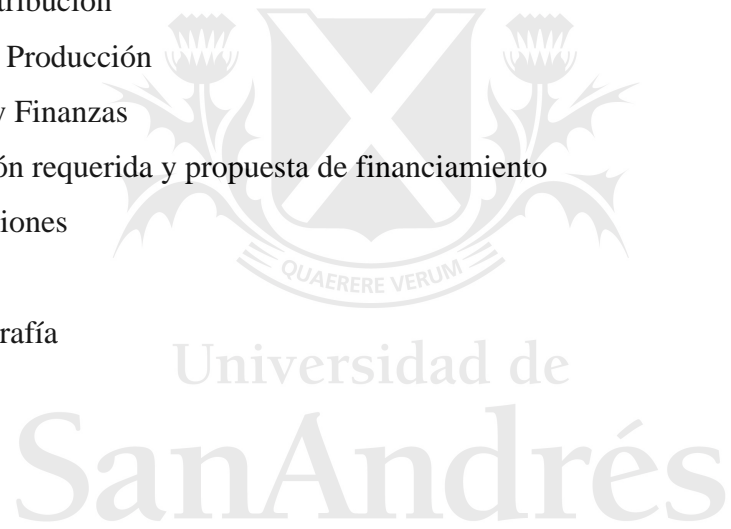 tribución
Producción
y Finanzas
ón requerida y propuesta de financiamiento
iones
rafía
QUAERERE VERUM
Universidad de
SanAndrés